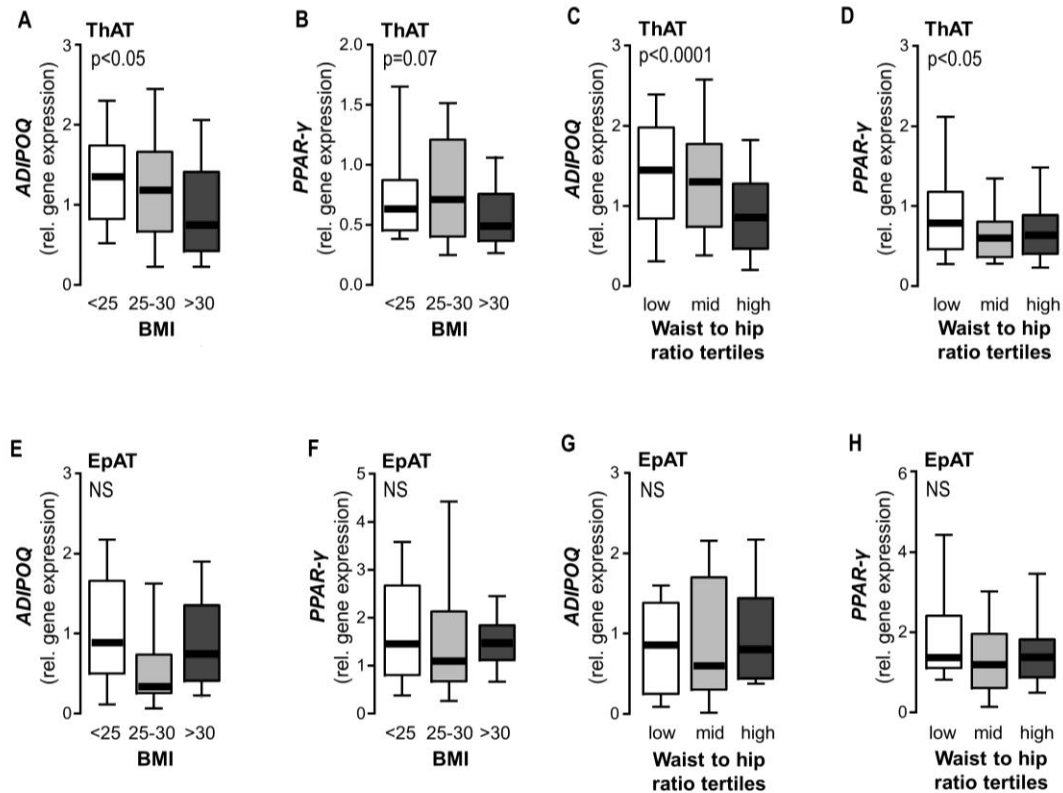 A
ThAT
p<0.05
ADIPOQ
(rel. gene expression)
3
2
1
0
<25 25-30 >30
BMI
B
ThAT
p=0.07
PPAR-γ
(rel. gene expression)
2.0
1.5
1.0
0.5
0.0
<25 25-30 >30
BMI
C
ThAT
p<0.0001
ADIPOQ
(rel. gene expression)
3
2
1
0
low mid high
Waist to hip
ratio tertiles
D
ThAT
p<0.05
PPAR-γ
(rel. gene expression)
3
2
1
0
low mid high
Waist to hip
ratio tertiles
E
EpAT
NS
ADIPOQ
(rel. gene expression)
3
2
1
0
<25 25-30 >30
BMI
F
EpAT
NS
PPAR-γ
(rel. gene expression)
5
4
3
2
1
0
<25 25-30 >30
BMI
G
EpAT
NS
ADIPOQ
(rel. gene expression)
3
2
1
0
low mid high
Waist to hip
ratio tertiles
H
EpAT
NS
PPAR-γ
(rel. gene expression)
6
4
2
0
low mid high
Waist to hip
ratio tertiles